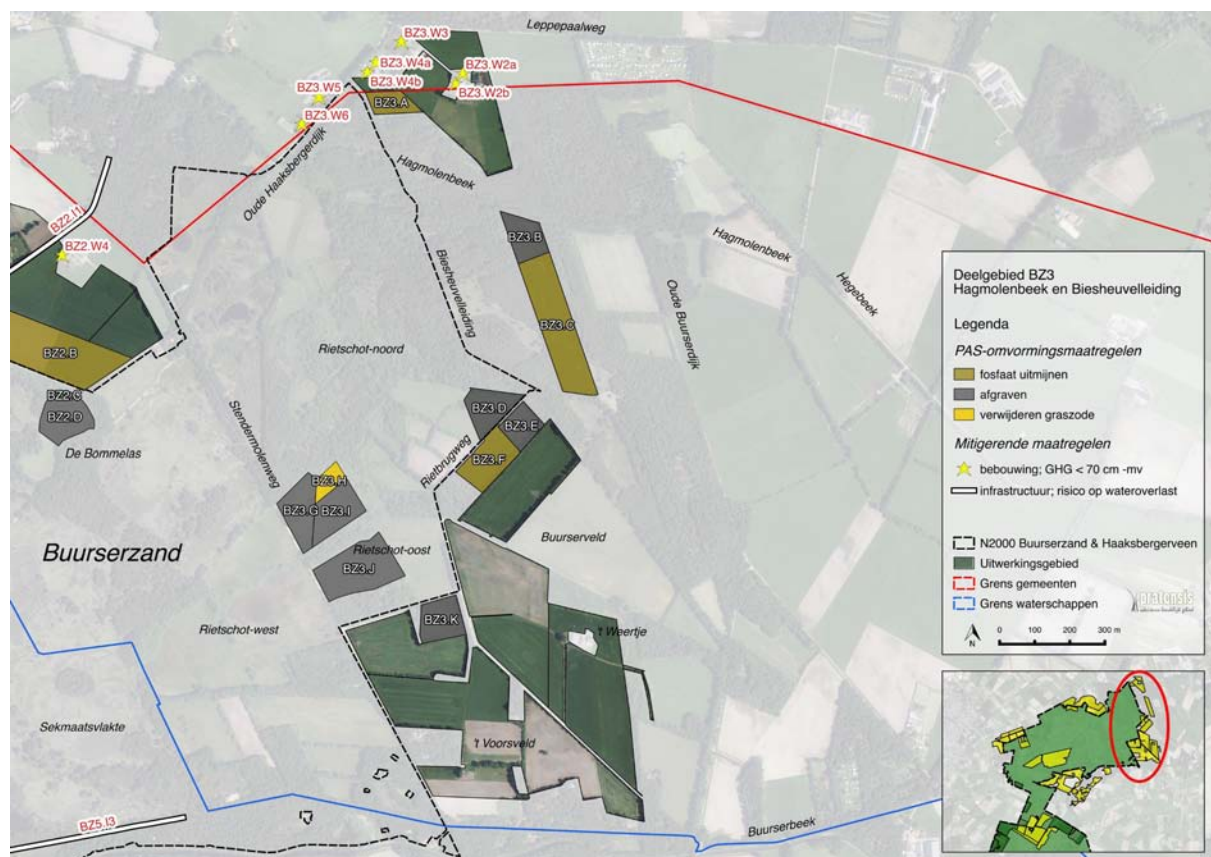 Leppepaalweg
BZ3.W3
BZ3.W4a
BZ3.W4b
BZ3.W2a
BZ3.W2b
BZ3.W5
BZ3.W6
BZ3.A
Oude Haaksbergerdijk
Hagmolenbeek
BZ2.I1
BZ2.W4
BZ3.B
Hagmolenbeek
Hegebeek
Biesheuvelleiding
Oude Buurserdijk
BZ3.C
BZ2.B
Rietschot-noord
BZ2.C
BZ2.D
De Bommelas
Stendermolenweg
BZ3.D
BZ3.E
BZ3.F
Rietbrugweg
BZ3.H
BZ3.G
BZ3.I
Buurserzand
Rietschot-oost
Buurserveld
BZ3.J
BZ3.K
Rietschot-west
't Weertje
Sekmaatsvlakte
't Voorsveld
BZ5.I3
Buurserbeek
Deelgebied BZ3
Hagmolenbeek en Biesheuvelleiding
Legenda
PAS-omvormingsmaatregelen
fosfaat uitmijnen
afgraven
verwijderen graszode
Mitigerende maatregelen
bebouwing; GHG < 70 cm -mv
infrastructuur; risico op wateroverlast
N2000 Buurserzand & Haaksbergerveen
Uitwerkingsgebied
Grens gemeenten
Grens waterschappen
pratensis
N
0 100 200 300 m